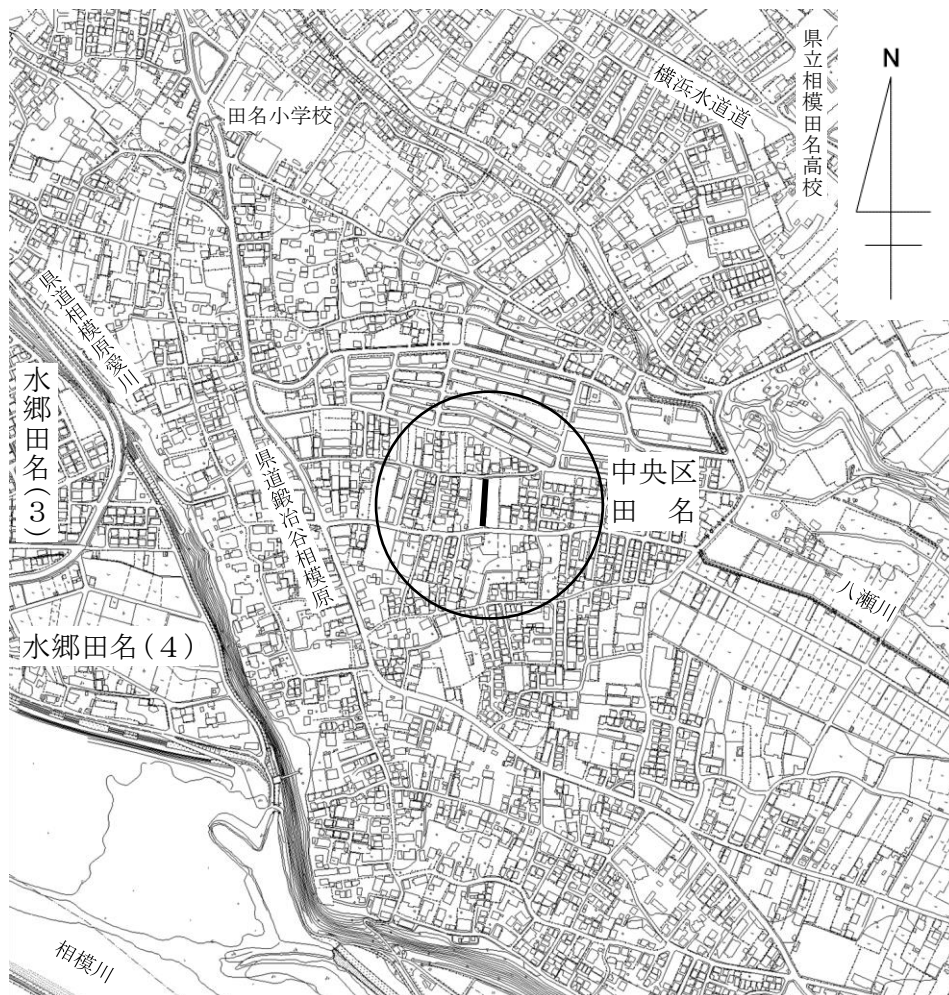 県立相模田名高校
N
横浜水道道
田名小学校
県道相模原愛川
水郷田名(3)
県道鍛冶谷相模原
中央区
田 名
八瀬川
水郷田名(4)
相模川